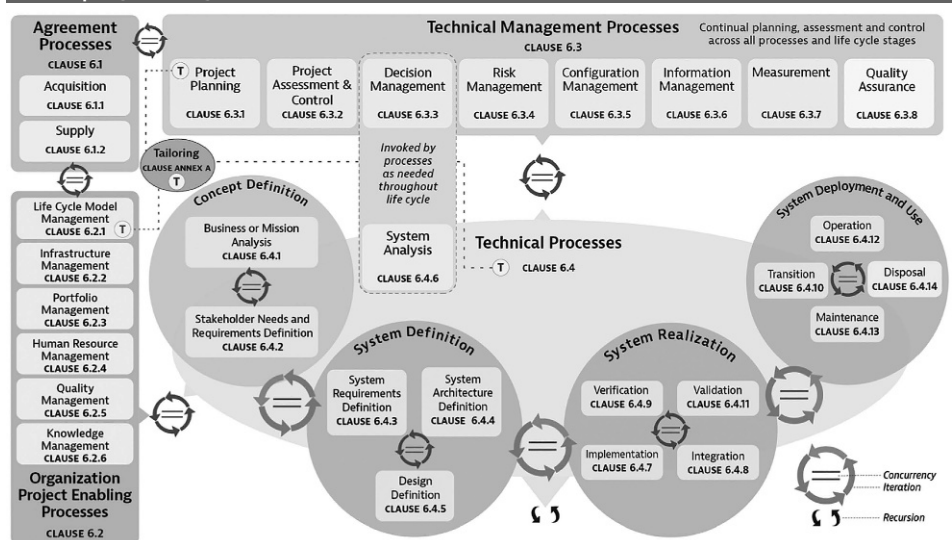 Agreement
Processes
CLAUSE 6.1
Acquisition
CLAUSE 6.1.1
Supply
CLAUSE 6.1.2
Technical Management Processes
CLAUSE 6.3
Continual planning, assessment and control
across all processes and life cycle stages
T
Project
Planning
CLAUSE 6.3.1
Project
Assessment &
Control
CLAUSE 6.3.2
Decision
Management
CLAUSE 6.3.3
Risk
Management
CLAUSE 6.3.4
Configuration
Management
CLAUSE 6.3.5
Information
Management
CLAUSE 6.3.6
Measurement
CLAUSE 6.3.7
Quality
Assurance
CLAUSE 6.3.8
Invoked by
processes
as needed
throughout
life cycle
System
Analysis
CLAUSE 6.4.6
Tailoring
CLAUSE ANNEX A
T
Life Cycle Model
Management
CLAUSE 6.2.1
T
Infrastructure
Management
CLAUSE 6.2.2
Portfolio
Management
CLAUSE 6.2.3
Human Resource
Management
CLAUSE 6.2.4
Quality
Management
CLAUSE 6.2.5
Knowledge
Management
CLAUSE 6.2.6
Organization
Project Enabling
Processes
CLAUSE 6.2
Concept Definition
Business or Mission
Analysis
CLAUSE 6.4.1
Stakeholder Needs and
Requirements Definition
CLAUSE 6.4.2
Technical Processes
T
CLAUSE 6.4
System Definition
System
Requirements
Definition
CLAUSE 6.4.3
System
Architecture
Definition
CLAUSE 6.4.4
Design
Definition
CLAUSE 6.4.5
System Realization
Verification
CLAUSE 6.4.9
Validation
CLAUSE 6.4.11
Implementation
CLAUSE 6.4.7
Integration
CLAUSE 6.4.8
System Deployment and Use
Operation
CLAUSE 6.4.12
Transition
CLAUSE 6.4.10
Disposal
CLAUSE 6.4.14
Maintenance
CLAUSE 6.4.13
Concurrency
Iteration
Recursion